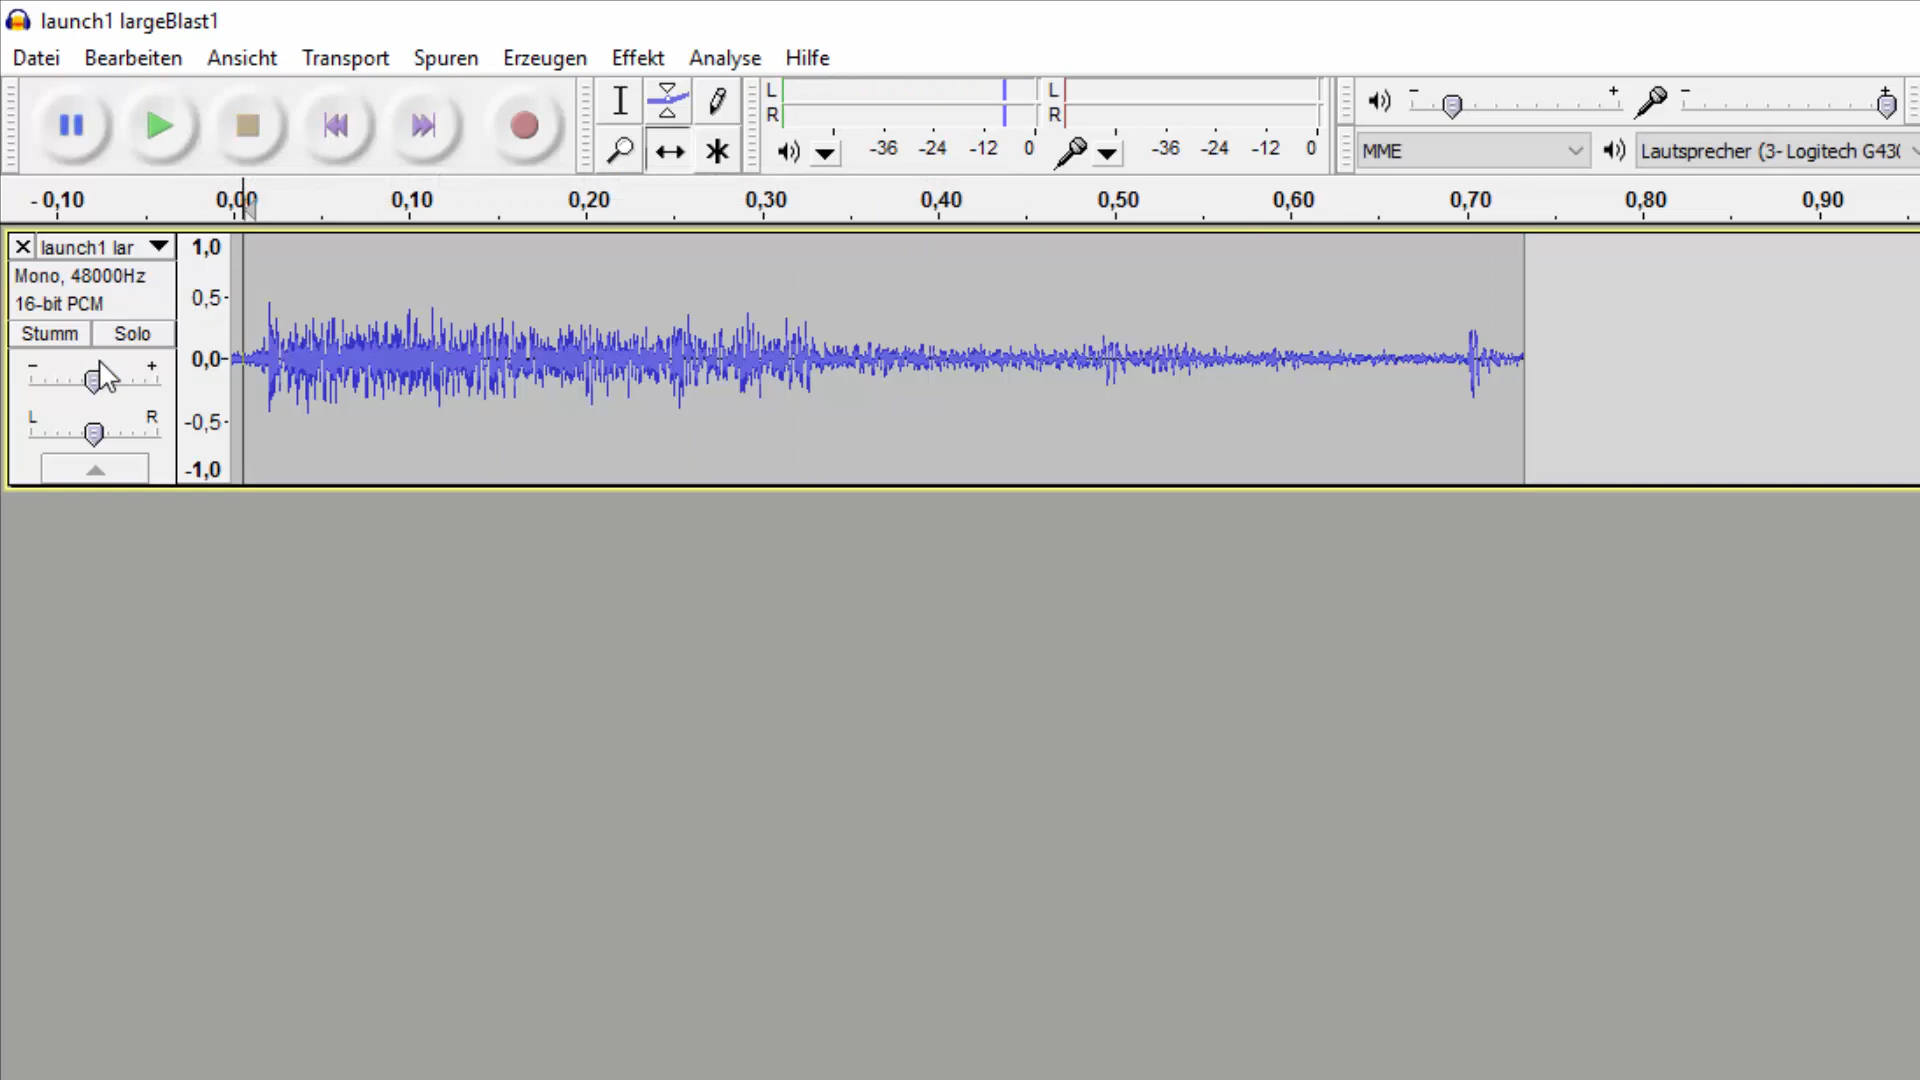 launch1 largeBlast1
Datei Bearbeiten Ansicht Transport Spuren Erzeugen Effekt Analyse Hilfe
L L - + - +
R R
-36 -24 -12 0 -36 -24 -12 0 MME Lautsprecher (3- Logitech G43(
- 0,10 0,00 0,10 0,20 0,30 0,40 0,50 0,60 0,70 0,80 0,90
launch1 lar 1,0
Mono, 48000Hz
16-bit PCM 0,5-
Stumm Solo
- + 0,0-
L R -0,5-
-1,0